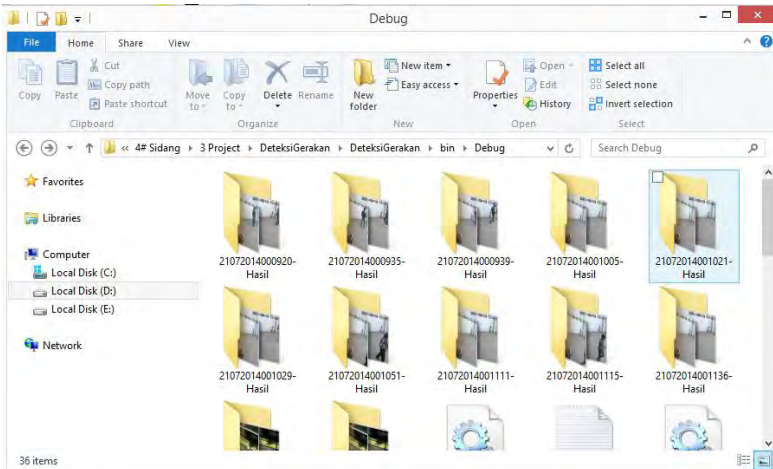 Debug
File Home Share View
Copy
Paste
Cut
Copy path
Paste shortcut
Clipboard
Move to
Copy to
Delete
Rename
Organize
New folder
New item
Easy access
New
Properties
Open
Edit
History
Open
Select all
Select none
Invert selection
Select
« 4# Sidang 3 Project DeteksiGerakan DeteksiGerakan bin Debug
Search Debug
Favorites
Libraries
Computer
Local Disk (C:)
Local Disk (D:)
Local Disk (E:)
Network
21072014000920-
Hasil
21072014000935-
Hasil
21072014000939-
Hasil
21072014001005-
Hasil
21072014001021-
Hasil
21072014001029-
Hasil
21072014001051-
Hasil
21072014001111-
Hasil
21072014001115-
Hasil
21072014001136-
Hasil
36 items